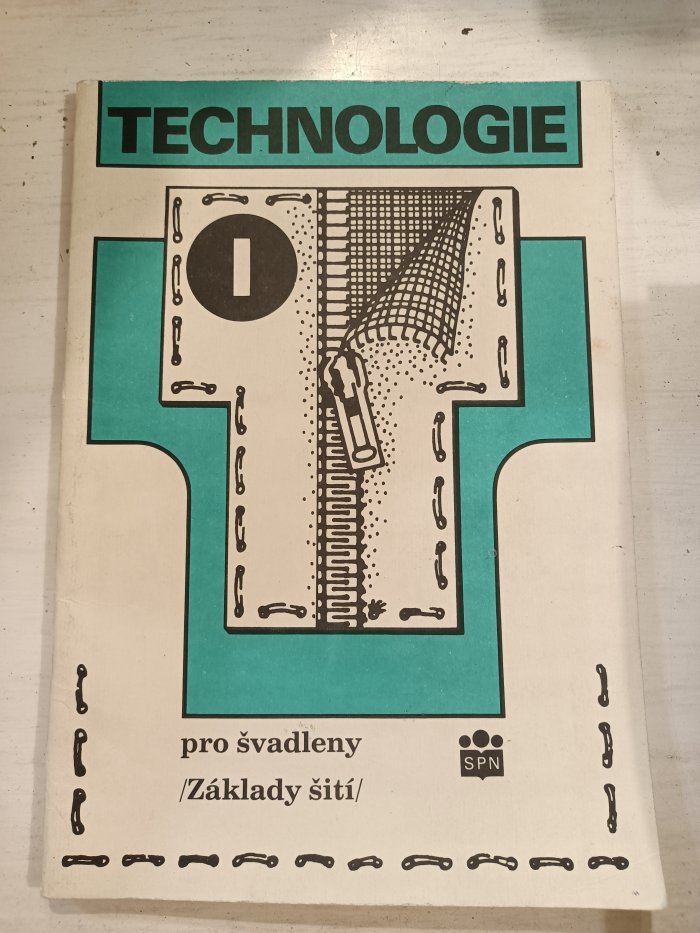 TECHNOLOGIE
I
pro švadleny
/Základy šití/
SPN